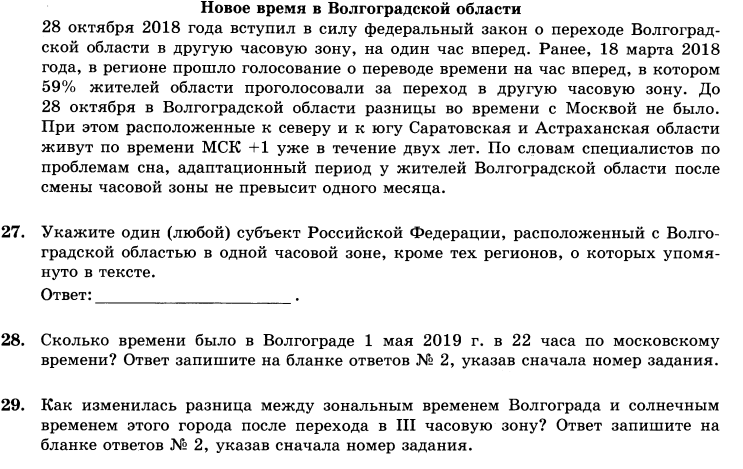 Новое время в Волгоградской области
28 октября 2018 года вступил в силу федеральный закон о переходе Волгоград-
ской области в другую часовую зону, на один час вперед. Ранее, 18 марта 2018
года, в регионе прошло голосование о переводе времени на час вперед, в котором
59% жителей области проголосовали за переход в другую часовую зону. До
28 октября в Волгоградской области разницы во времени с Москвой не было.
При этом расположенные к северу и к югу Саратовская и Астраханская области
живут по времени МСК +1 уже в течение двух лет. По словам специалистов по
проблемам сна, адаптационный период у жителей Волгоградской области после
смены часовой зоны не превысит одного месяца.
27. Укажите один (любой) субъект Российской Федерации, расположенный с Волго-
градской областью в одной часовой зоне, кроме тех регионов, о которых упомя-
нуто в тексте.
Ответ: ______________________ .
28. Сколько времени было в Волгограде 1 мая 2019 г. в 22 часа по московскому
времени? Ответ запишите на бланке ответов № 2, указав сначала номер задания.
29. Как изменилась разница между зональным временем Волгограда и солнечным
временем этого города после перехода в III часовую зону? Ответ запишите на
бланке ответов № 2, указав сначала номер задания.